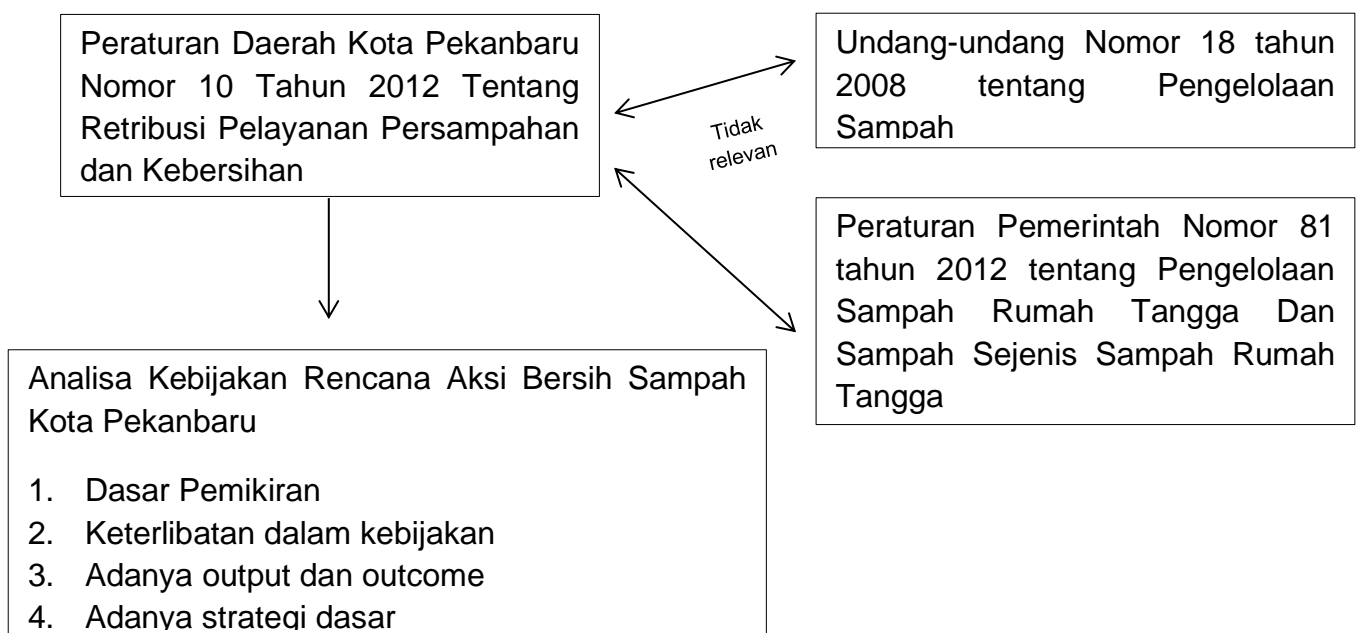 Peraturan Daerah Kota Pekanbaru
Nomor 10 Tahun 2012 Tentang
Retribusi Pelayanan Persampahan
dan Kebersihan
Undang-undang Nomor 18 tahun
2008 tentang Pengelolaan
Sampah
Tidak
relevan
Peraturan Pemerintah Nomor 81
tahun 2012 tentang Pengelolaan
Sampah Rumah Tangga Dan
Sampah Sejenis Sampah Rumah
Tangga
Analisa Kebijakan Rencana Aksi Bersih Sampah
Kota Pekanbaru
1. Dasar Pemikiran
2. Keterlibatan dalam kebijakan
3. Adanya output dan outcome
4. Adanya strategi dasar